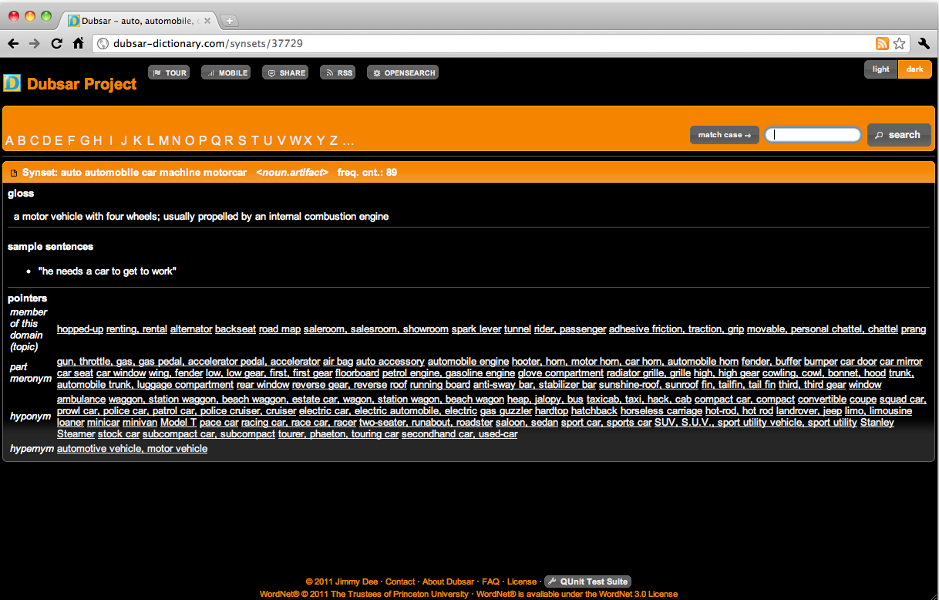 Dubsar - auto, automobile, c
dubsar-dictionary.com/synsets/37729
TOUR MOBILE SHARE RSS OPENSEARCH light dark
D Dubsar Project
A B C D E F G H I J K L M N O P Q R S T U V W X Y Z ... match case → search
Synset: auto automobile car machine motorcar <noun.artifact> freq. cnt.: 89
gloss
a motor vehicle with four wheels; usually propelled by an internal combustion engine
sample sentences
• "he needs a car to get to work"
pointers
member
of this
domain
(topic)
hopped-up renting, rental alternator backseat road map saleroom, salesroom, showroom spark lever tunnel rider, passenger adhesive friction, traction, grip movable, personal chattel, chattel prang
part
meronym
gun, throttle, gas, gas pedal, accelerator pedal, accelerator air bag auto accessory automobile engine hooter, horn, motor horn, car horn, automobile horn fender, buffer bumper car door car mirror
car seat car window wing, fender low, low gear, first, first gear floorboard petrol engine, gasoline engine glove compartment radiator grille, grille high, high gear cowling, cowl, bonnet, hood trunk,
automobile trunk, luggage compartment rear window reverse gear, reverse roof running board anti-sway bar, stabilizer bar sunshine-roof, sunroof fin, tailfin, tail fin third, third gear window
hyponym
ambulance waggon, station waggon, beach waggon, estate car, wagon, station wagon, beach wagon heap, jalopy, bus taxicab, taxi, hack, cab compact car, compact convertible coupe squad car,
prowl car, police car, patrol car, police cruiser, cruiser electric car, electric automobile, electric gas guzzler hardtop hatchback horseless carriage hot-rod, hot rod landrover, jeep limo, limousine
loaner minicar minivan Model T pace car racing car, race car, racer two-seater, runabout, roadster saloon, sedan sport car, sports car SUV, S.U.V., sport utility vehicle, sport utility Stanley
Steamer stock car subcompact car, subcompact tourer, phaeton, touring car secondhand car, used-car
hypernym automotive vehicle, motor vehicle
© 2011 Jimmy Dee · Contact · About Dubsar · FAQ · License · QUnit Test Suite
WordNet® © 2011 The Trustees of Princeton University · WordNet® is available under the WordNet 3.0 License